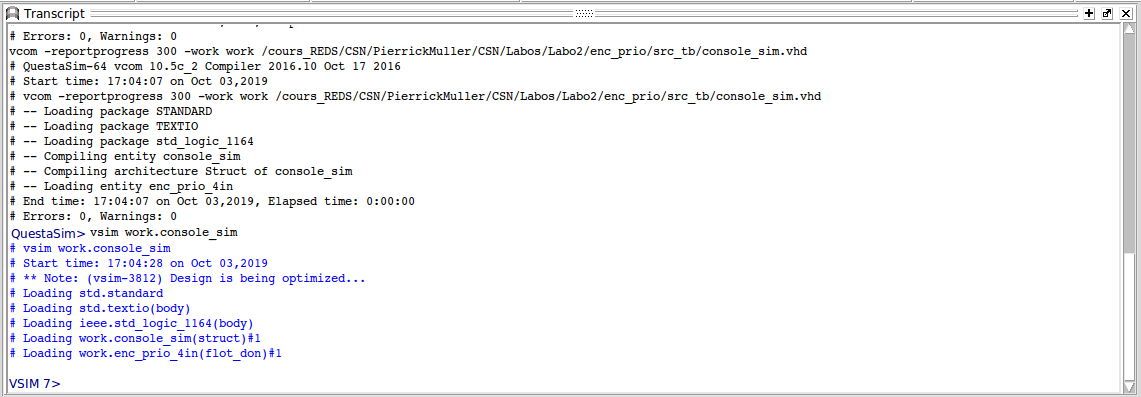 Transcript
# Errors: 0, Warnings: 0
vcom -reportprogress 300 -work work /cours_REDS/CSN/PierrickMuller/CSN/Labos/Labo2/enc_prio/src_tb/console_sim.vhd
# QuestaSim-64 vcom 10.5c_2 Compiler 2016.10 Oct 17 2016
# Start time: 17:04:07 on Oct 03,2019
# vcom -reportprogress 300 -work work /cours_REDS/CSN/PierrickMuller/CSN/Labos/Labo2/enc_prio/src_tb/console_sim.vhd
# -- Loading package STANDARD
# -- Loading package TEXTIO
# -- Loading package std_logic_1164
# -- Compiling entity console_sim
# -- Compiling architecture Struct of console_sim
# -- Loading entity enc_prio_4in
# End time: 17:04:07 on Oct 03,2019, Elapsed time: 0:00:00
# Errors: 0, Warnings: 0
QuestaSim> vsim work.console_sim
# vsim work.console_sim
# Start time: 17:04:28 on Oct 03,2019
# ** Note: (vsim-3812) Design is being optimized...
# Loading std.standard
# Loading std.textio(body)
# Loading ieee.std_logic_1164(body)
# Loading work.console_sim(struct)#1
# Loading work.enc_prio_4in(flot_don)#1
VSIM 7>